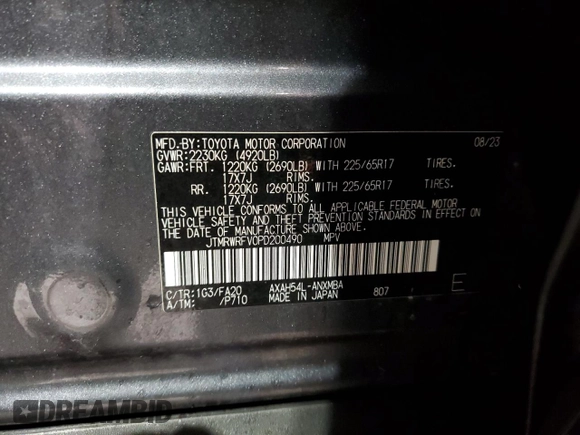 MFD.BY:TOYOTA MOTOR CORPORATION 08/23
GVWR:2230KG (4920LB)
GAWR:FRT. 1220KG (2690LB) WITH 225/65R17 TIRES.
17X7J RIMS.
RR. 1220KG (2690LB) WITH 225/65R17 TIRES.
17X7J RIMS.
THIS VEHICLE CONFORMS TO ALL APPLICABLE FEDERAL MOTOR
VEHICLE SAFETY AND THEFT PREVENTION STANDARDS IN EFFECT ON
THE DATE OF MANUFACTURE SHOWN ABOVE.
JTMRWRFV0PD200490 MPV
C/TR:1G3/FA20 AXAH54L-ANXMBA
A/TM: /P710 MADE IN JAPAN 807 E
DREAMBID.COM